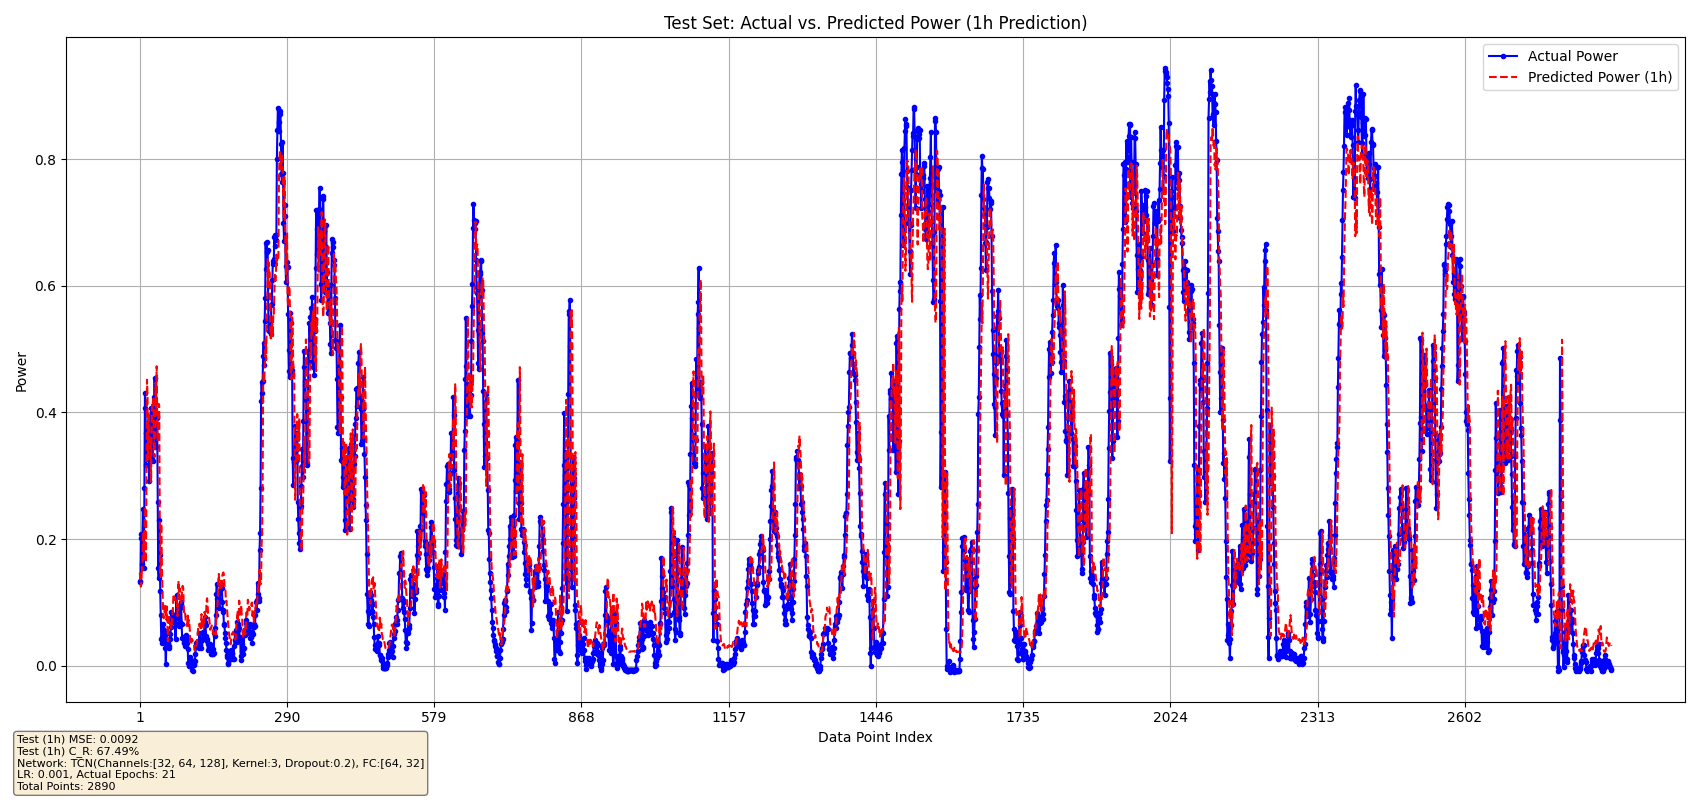 Test Set: Actual vs. Predicted Power (1h Prediction)
Actual Power
Predicted Power (1h)
Power
0.8
0.6
0.4
0.2
0.0
1 290 579 868 1157 1446 1735 2024 2313 2602
Data Point Index
Test (1h) MSE: 0.0092
Test (1h) C_R: 67.49%
Network: TCN(Channels:[32, 64, 128], Kernel:3, Dropout:0.2), FC:[64, 32]
LR: 0.001, Actual Epochs: 21
Total Points: 2890